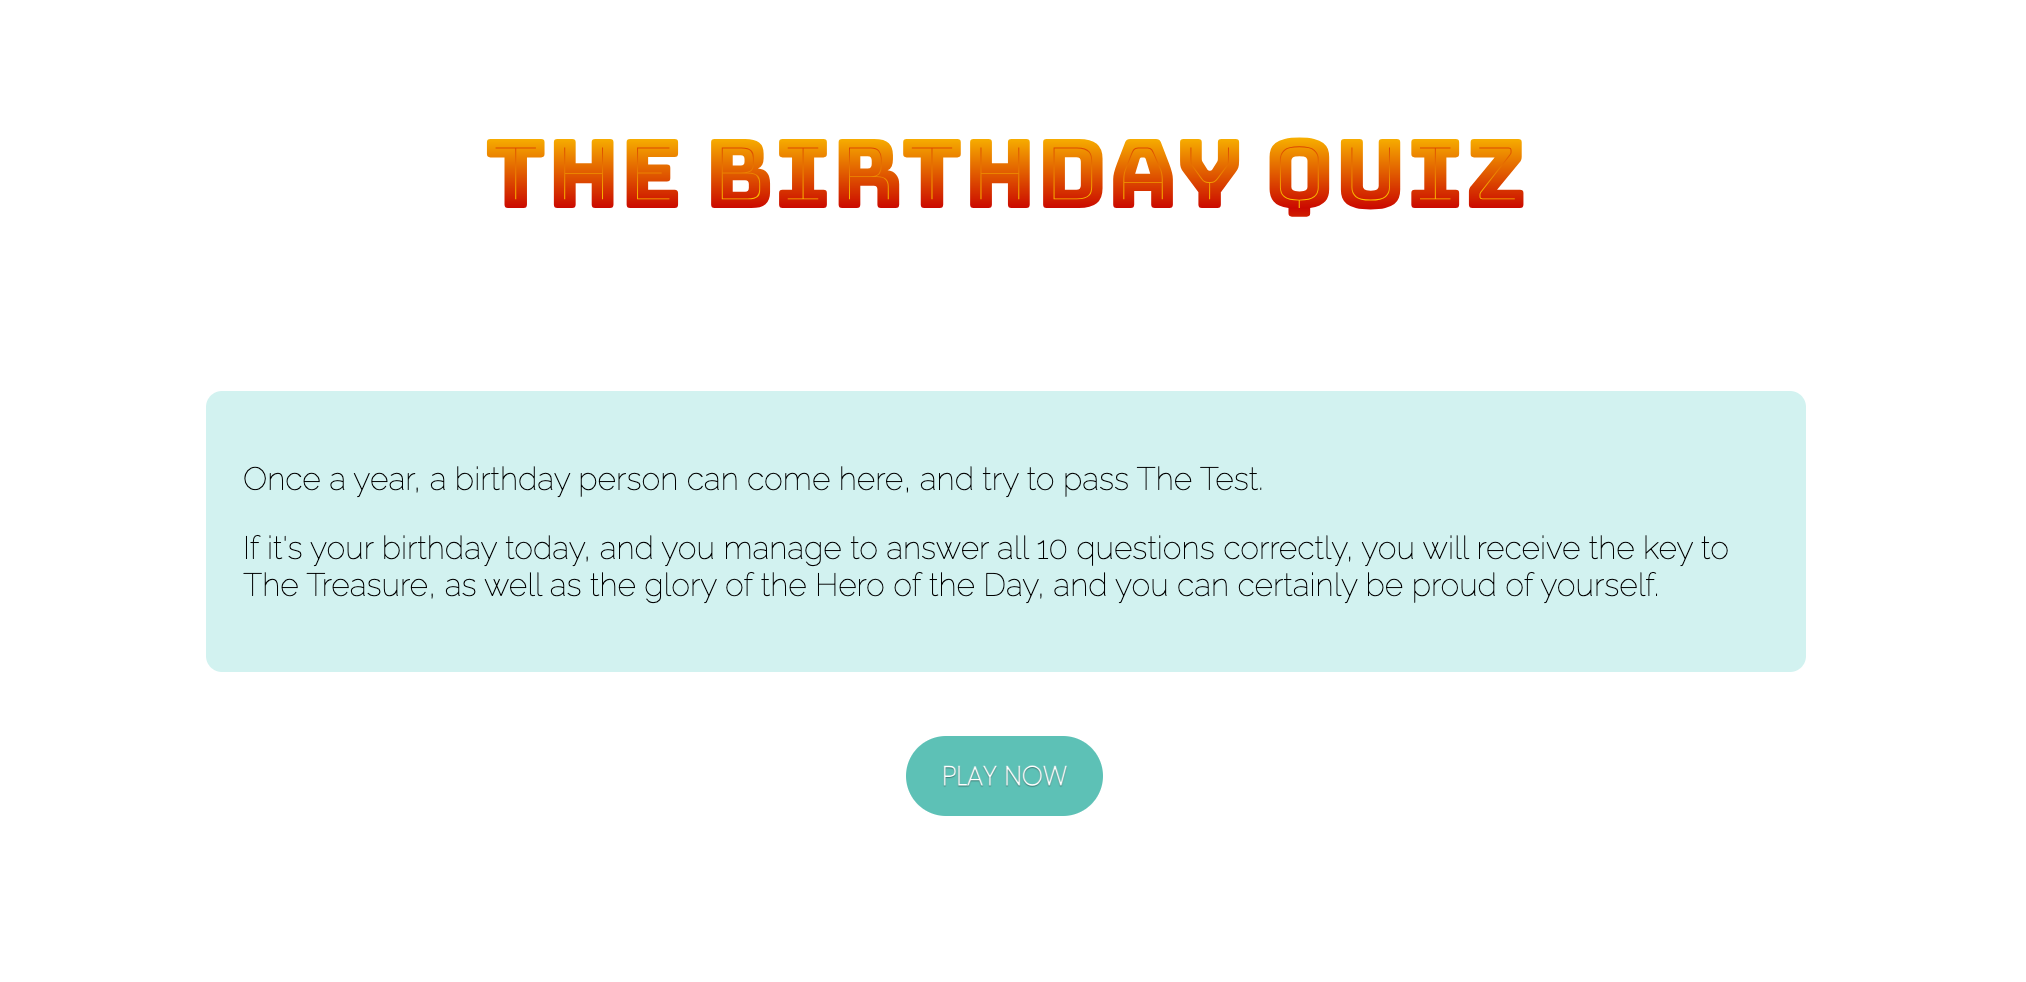 THE BIRTHDAY QUIZ
Once a year, a birthday person can come here, and try to pass The Test.
If it's your birthday today, and you manage to answer all 10 questions correctly, you will receive the key to
The Treasure, as well as the glory of the Hero of the Day, and you can certainly be proud of yourself.
PLAY NOW